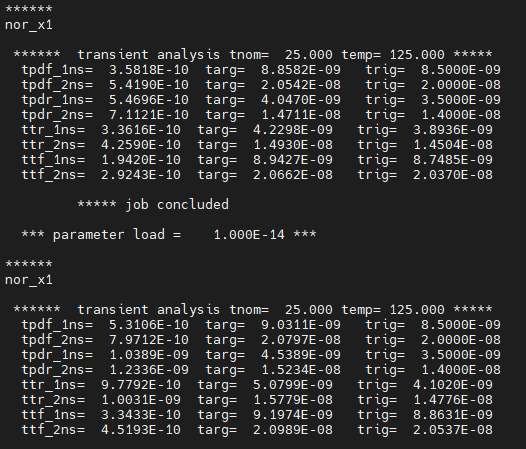 ******
nor_x1
****** transient analysis tnom= 25.000 temp= 125.000 *****
tpdf_1ns= 3.5818E-10 targ= 8.8582E-09 trig= 8.5000E-09
tpdf_2ns= 5.4190E-10 targ= 2.0542E-08 trig= 2.0000E-08
tpdr_1ns= 5.4696E-10 targ= 4.0470E-09 trig= 3.5000E-09
tpdr_2ns= 7.1121E-10 targ= 1.4711E-08 trig= 1.4000E-08
ttr_1ns= 3.3616E-10 targ= 4.2298E-09 trig= 3.8936E-09
ttr_2ns= 4.2590E-10 targ= 1.4930E-08 trig= 1.4504E-08
ttf_1ns= 1.9420E-10 targ= 8.9427E-09 trig= 8.7485E-09
ttf_2ns= 2.9243E-10 targ= 2.0662E-08 trig= 2.0370E-08
***** job concluded
*** parameter load = 1.000E-14 ***
******
nor_x1
****** transient analysis tnom= 25.000 temp= 125.000 *****
tpdf_1ns= 5.3106E-10 targ= 9.0311E-09 trig= 8.5000E-09
tpdf_2ns= 7.9712E-10 targ= 2.0797E-08 trig= 2.0000E-08
tpdr_1ns= 1.0389E-09 targ= 4.5389E-09 trig= 3.5000E-09
tpdr_2ns= 1.2336E-09 targ= 1.5234E-08 trig= 1.4000E-08
ttr_1ns= 9.7792E-10 targ= 5.0799E-09 trig= 4.1020E-09
ttr_2ns= 1.0031E-09 targ= 1.5779E-08 trig= 1.4776E-08
ttf_1ns= 3.3433E-10 targ= 9.1974E-09 trig= 8.8631E-09
ttf_2ns= 4.5193E-10 targ= 2.0989E-08 trig= 2.0537E-08